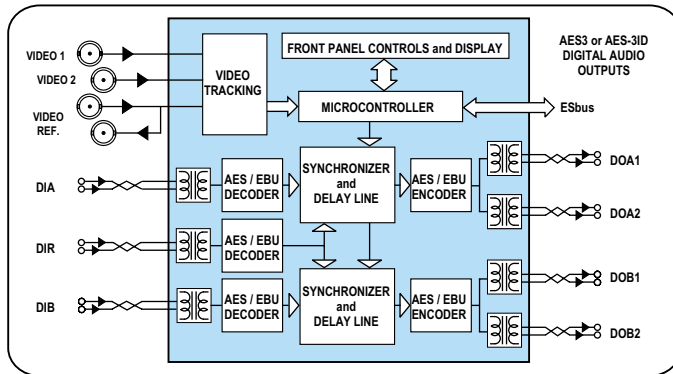 VIDEO 1
VIDEO 2
VIDEO
REF.
VIDEO
TRACKING
FRONT PANEL CONTROLS and DISPLAY
MICROCONTROLLER
AES3 or AES-3ID
DIGITAL AUDIO
OUTPUTS
ESbus
DIA
AES / EBU
DECODER
SYNCHRONIZER
and
DELAY LINE
AES / EBU
ENCODER
DOA1
DOA2
DIR
AES / EBU
DECODER
DIB
AES / EBU
DECODER
SYNCHRONIZER
and
DELAY LINE
AES / EBU
ENCODER
DOB1
DOB2